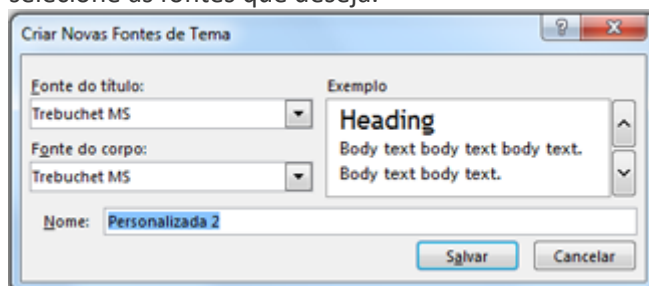 selecione as fontes que deseja.
Criar Novas Fontes de Tema
Fonte do título:
Trebuchet MS
Fonte do corpo:
Trebuchet MS
Exemplo
Heading
Body text body text body text.
Body text body text.
Nome: Personalizada 2
Salvar Cancelar